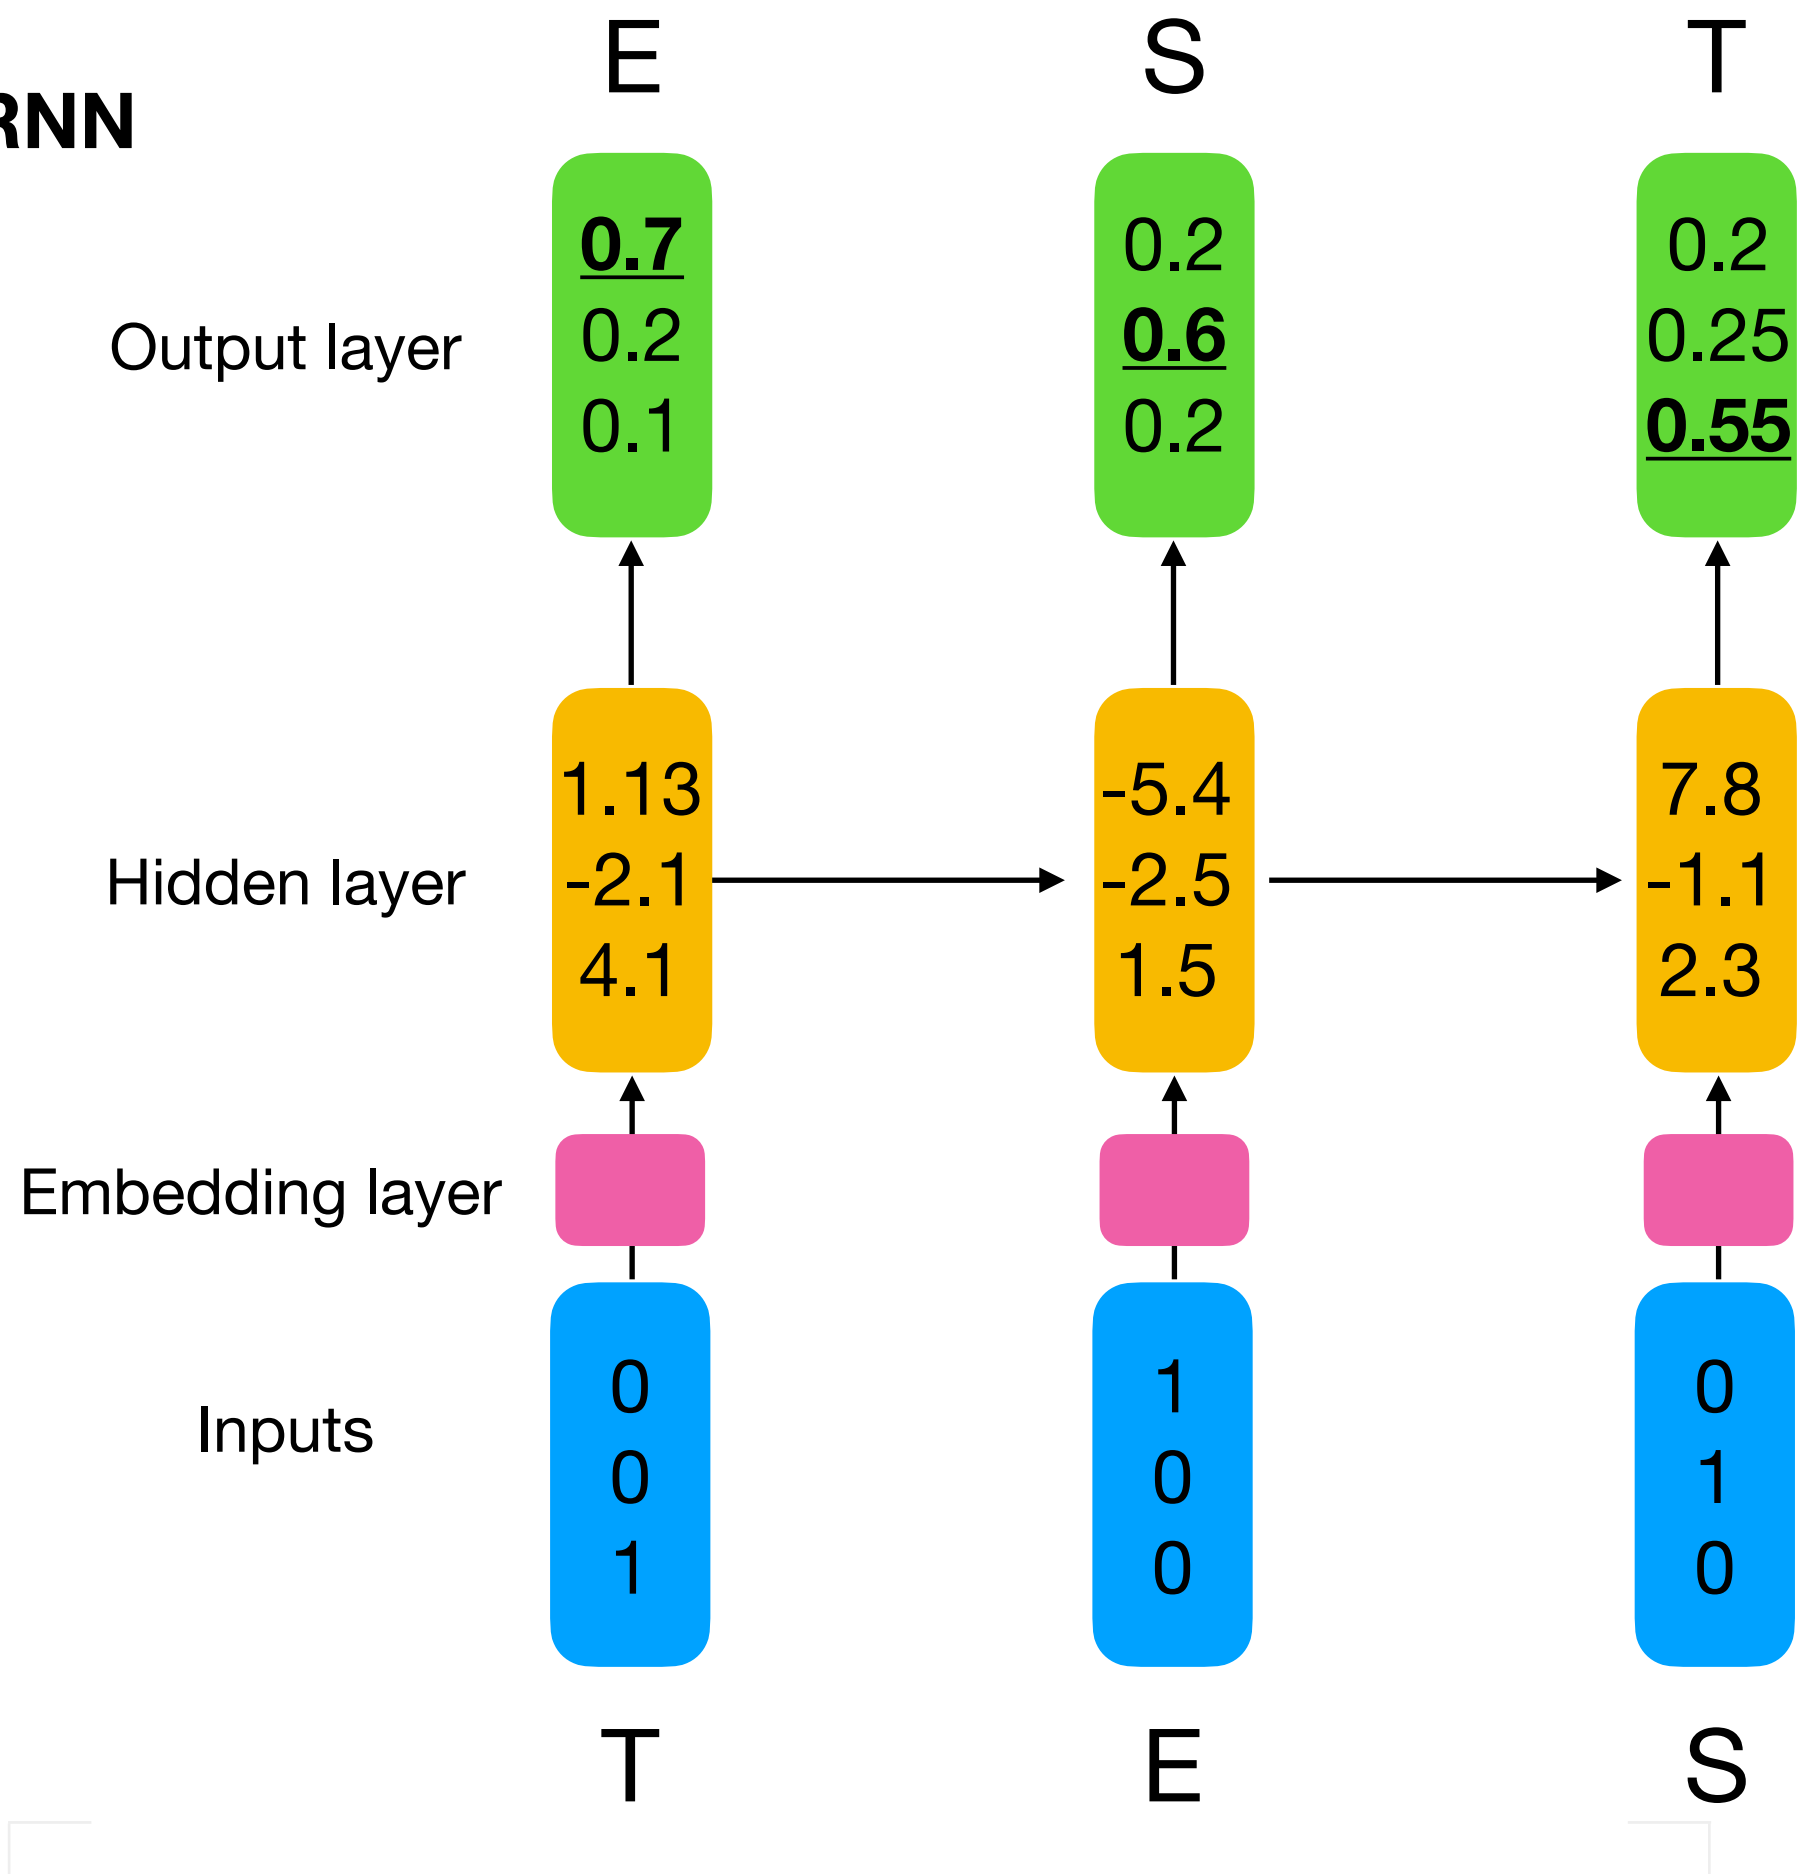 E S T
RNN
Output layer
0.7 0.2 0.2
0.2 0.6 0.25
0.1 0.2 0.55
Hidden layer
1.13 -5.4 7.8
-2.1 -2.5 -1.1
4.1 1.5 2.3
Embedding layer
Inputs
0 1 0
0 0 1
1 0 0
T E S